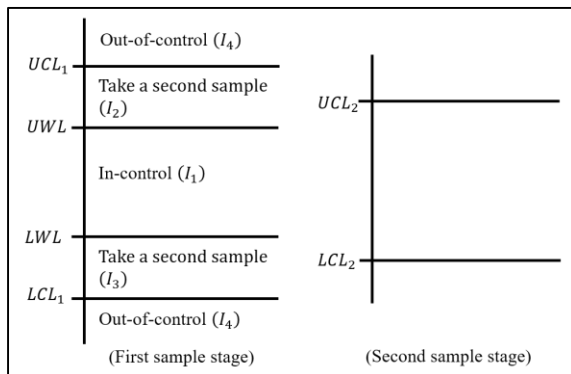 Out-of-control (I₄)
UCL₁
Take a second sample
(I₂)
UWL
In-control (I₁)
LWL
Take a second sample
(I₃)
LCL₁
Out-of-control (I₄)
(First sample stage)
UCL₂
LCL₂
(Second sample stage)